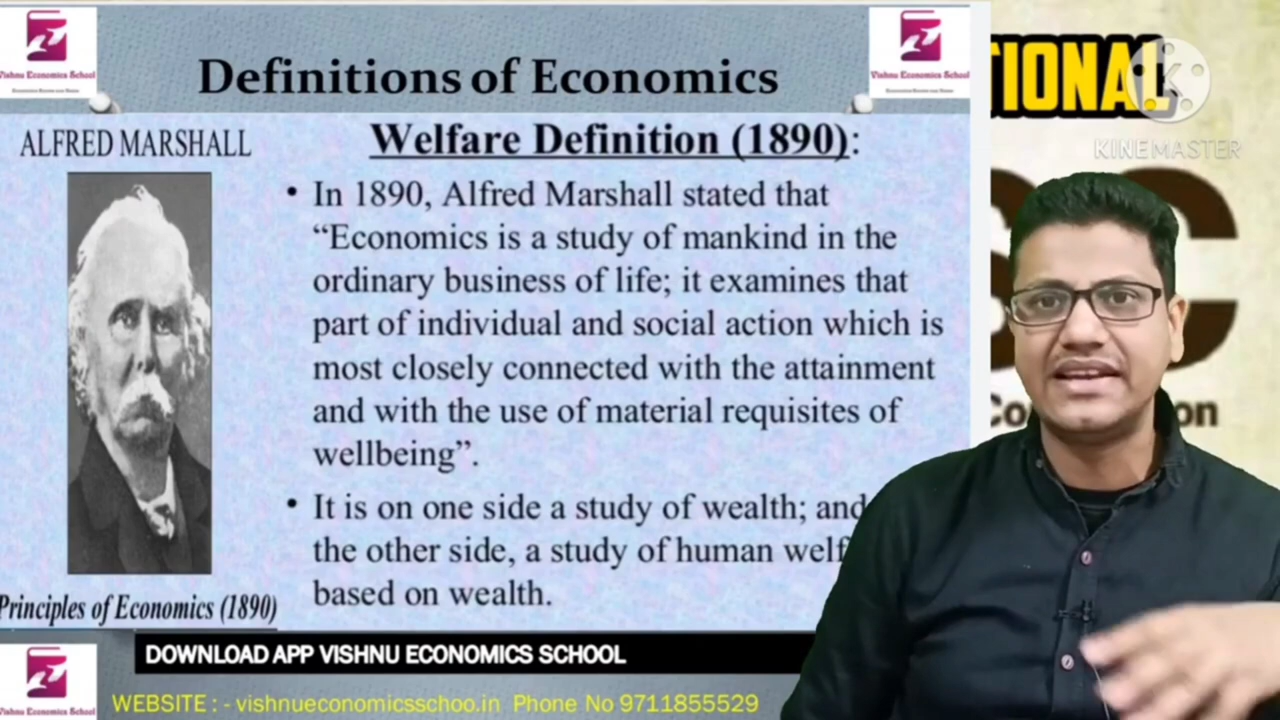 Vishnu Economics School
Vishnu Economics School
Definitions of Economics
TIONAL
KINEMASTER
ALFRED MARSHALL
Welfare Definition (1890):
• In 1890, Alfred Marshall stated that
“Economics is a study of mankind in the
ordinary business of life; it examines that
part of individual and social action which is
most closely connected with the attainment
and with the use of material requisites of
wellbeing”.
• It is on one side a study of wealth; and
the other side, a study of human welf
based on wealth.
Principles of Economics (1890)
DOWNLOAD APP VISHNU ECONOMICS SCHOOL
WEBSITE : - vishnueconomicsschoo.in Phone No 9711855529